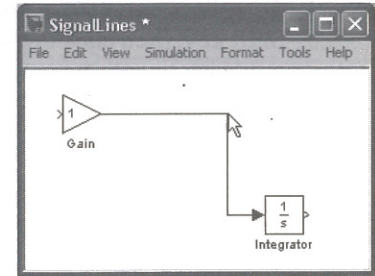 SignalLines *
File Edit View Simulation Format Tools Help
1
Gain
1
s
Integrator